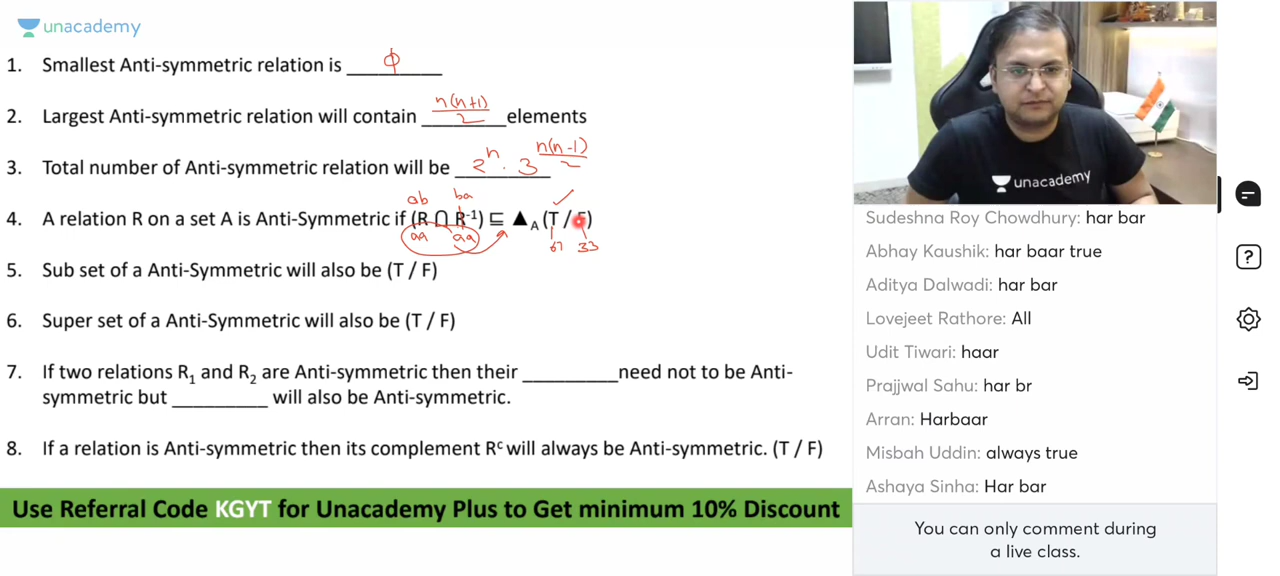 unacademy
1. Smallest Anti-symmetric relation is ϕ
2. Largest Anti-symmetric relation will contain n(n+1)/2 elements
3. Total number of Anti-symmetric relation will be 2ⁿ · 3^(n(n-1)/2)
ab ba
4. A relation R on a set A is Anti-Symmetric if (R ⋂ R⁻¹) ⊑ ▲A (T / F)
aa aa 67 33
5. Sub set of a Anti-Symmetric will also be (T / F)
6. Super set of a Anti-Symmetric will also be (T / F)
7. If two relations R₁ and R₂ are Anti-symmetric then their _________need not to be Anti-
symmetric but _________ will also be Anti-symmetric.
8. If a relation is Anti-symmetric then its complement Rᶜ will always be Anti-symmetric. (T / F)
Use Referral Code KGYT for Unacademy Plus to Get minimum 10% Discount
unacademy
Sudeshna Roy Chowdhury: har bar
Abhay Kaushik: har baar true
Aditya Dalwadi: har bar
Lovejeet Rathore: All
Udit Tiwari: haar
Prajjwal Sahu: har br
Arran: Harbaar
Misbah Uddin: always true
Ashaya Sinha: Har bar
You can only comment during
a live class.
?